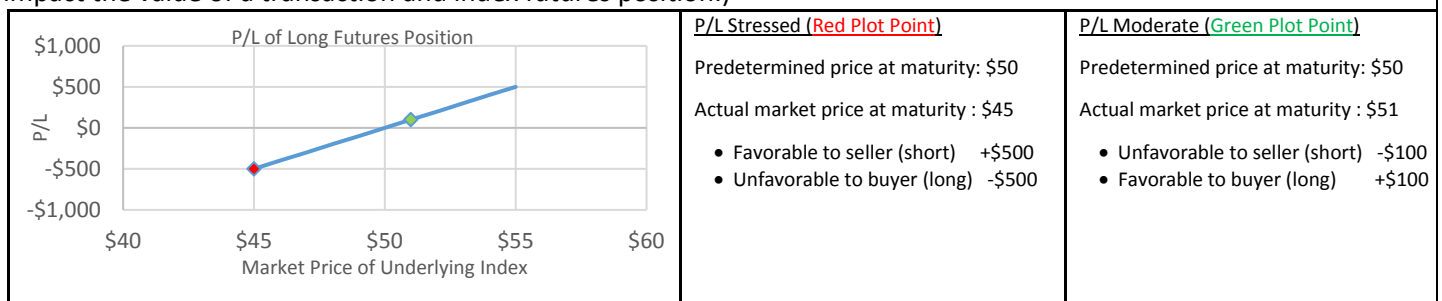 impact the value of a transaction and index futures position.)
P/L of Long Futures Position
$1,000
$500
$0
-$500
-$1,000
P/L
$40 $45 $50 $55 $60
Market Price of Underlying Index
P/L Stressed (Red Plot Point)
Predetermined price at maturity: $50
Actual market price at maturity : $45
• Favorable to seller (short) +$500
• Unfavorable to buyer (long) -$500
P/L Moderate (Green Plot Point)
Predetermined price at maturity: $50
Actual market price at maturity : $51
• Unfavorable to seller (short) -$100
• Favorable to buyer (long) +$100